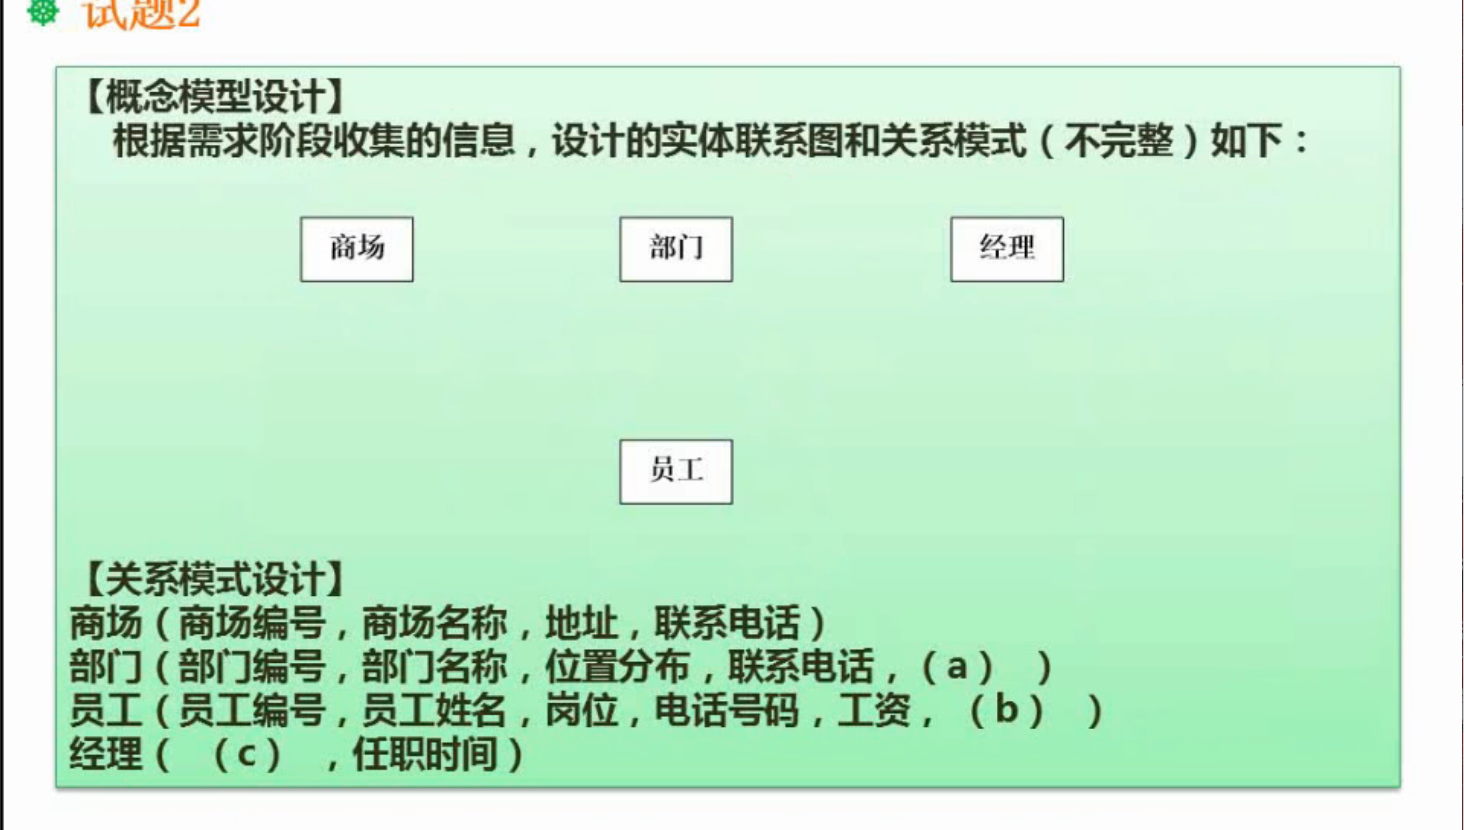 试题2
【概念模型设计】
根据需求阶段收集的信息，设计的实体联系图和关系模式（不完整）如下：
商场 部门 经理
员工
【关系模式设计】
商场（商场编号，商场名称，地址，联系电话）
部门（部门编号，部门名称，位置分布，联系电话，（a） ）
员工（员工编号，员工姓名，岗位，电话号码，工资， （b） ）
经理（ （c） ，任职时间）